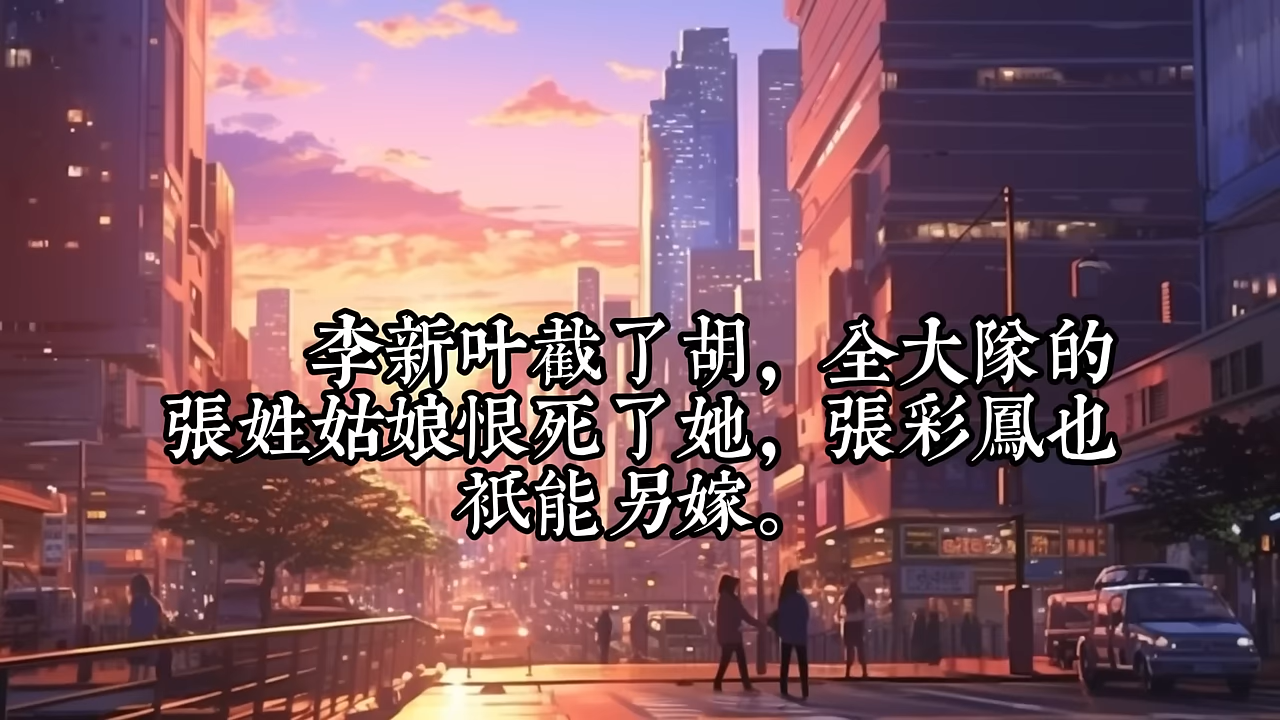 李新叶截了胡，全大隊的
張姓姑娘恨死了她，張彩鳳也
祇能另嫁。